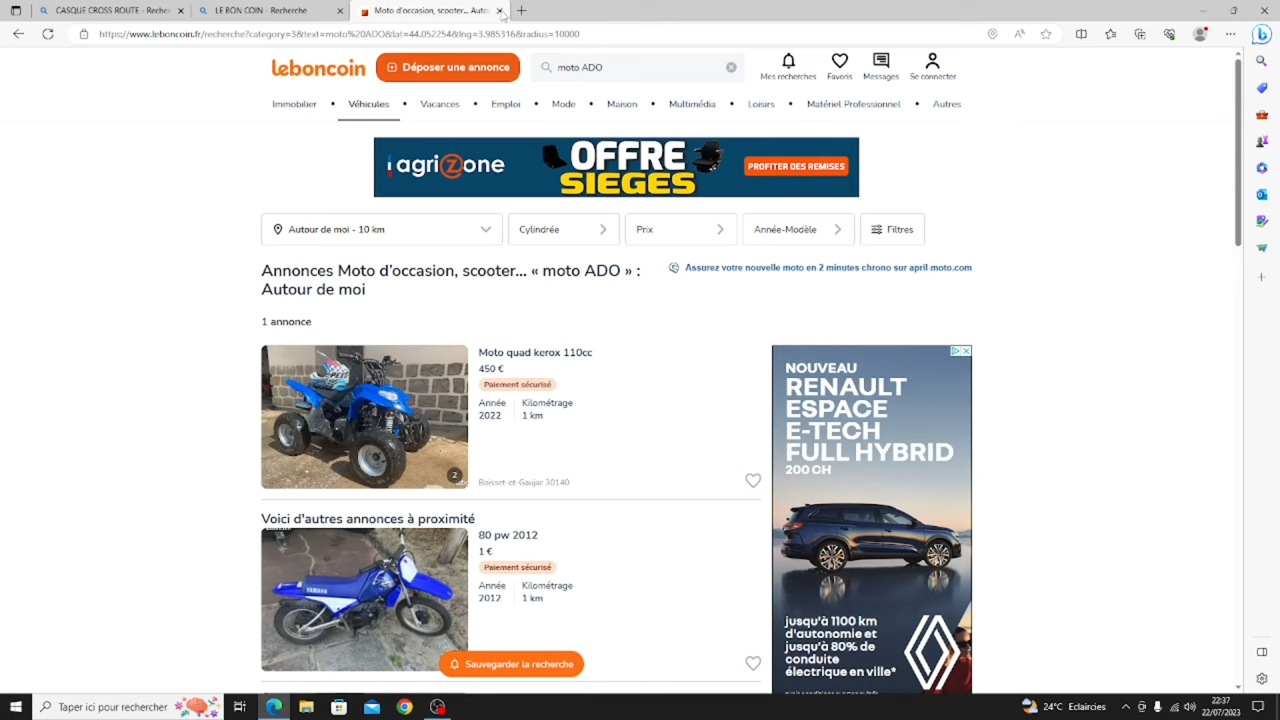 CASQUE CROSS ROUTE - Recher
LE BON COIN - Recherche
Moto d'occasion, scooter... Auto
https://www.leboncoin.fr/recherche?category=3&text=moto%20ADO&lat=44.052254&lng=3.985316&radius=10000
leboncoin
Déposer une annonce
moto ADO
Mes recherches
Favoris
Messages
Se connecter
Immobilier • Véhicules • Vacances • Emploi • Mode • Maison • Multimédia • Loisirs • Matériel Professionnel • Autres
agrizone
OFFRE
SIEGES
PROFITER DES REMISES
Autour de moi - 10 km
Cylindrée
Prix
Année-Modèle
Filtres
Annonces Moto d'occasion, scooter... « moto ADO » :
Autour de moi
Assurez votre nouvelle moto en 2 minutes chrono sur april-moto.com
1 annonce
Moto quad kerox 110cc
450 €
Paiement sécurisé
Année Kilométrage
2022 1 km
2
Boisset-et-Gaujac 30140
Voici d'autres annonces à proximité
80 pw 2012
1 €
Paiement sécurisé
Année Kilométrage
2012 1 km
YAMAHA
Sauvegarder la recherche
NOUVEAU
RENAULT
ESPACE
E-TECH
FULL HYBRID
200 CH
jusqu'à 1100 km
d'autonomie et
jusqu'à 80% de
conduite
électrique en ville*
Taper ici pour rechercher
24°C Eclaircies
22:37
22/07/2023